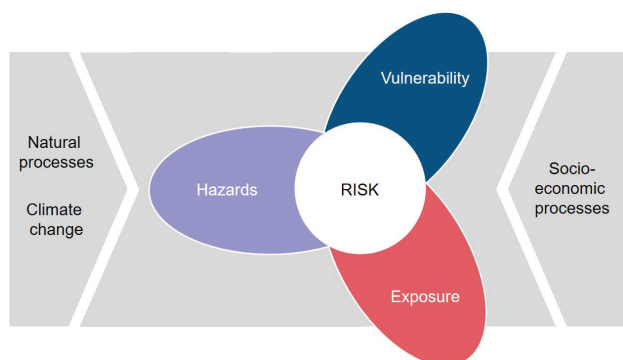 Natural
processes
Climate
change
Hazards
RISK
Vulnerability
Exposure
Socio-
economic
processes